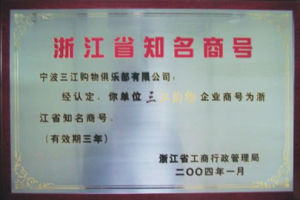 浙江省知名商号
宁波三江购物俱乐部有限公司：
经认定，你单位三江购物企业商号为浙
江省知名商号。
(有效期三年)
浙江省工商行政管理局
二〇〇四年一月